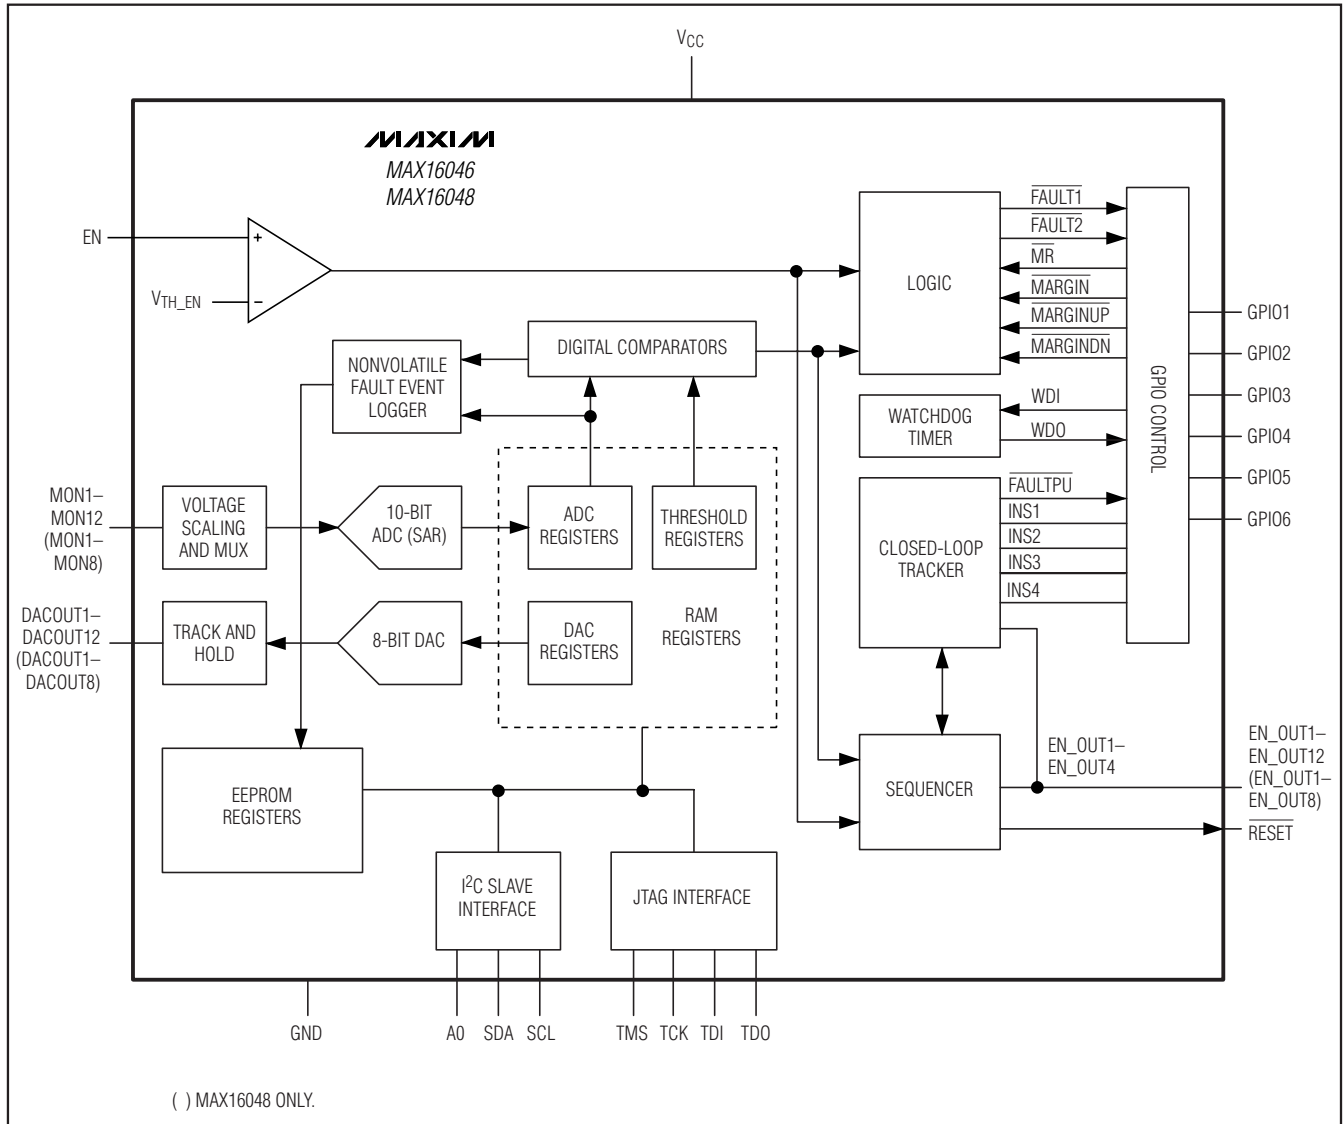 VCC
MAXIM
MAX16046
MAX16048
EN
+
VTH_EN
−
LOGIC
FAULT1
FAULT2
MR
MARGIN
MARGINUP
MARGINDN
GPIO CONTROL
GPIO1
GPIO2
GPIO3
GPIO4
GPIO5
GPIO6
DIGITAL COMPARATORS
NONVOLATILE
FAULT EVENT
LOGGER
WATCHDOG
TIMER
WDI
WDO
MON1–
MON12
(MON1–
MON8)
VOLTAGE
SCALING
AND MUX
10-BIT
ADC (SAR)
ADC
REGISTERS
THRESHOLD
REGISTERS
CLOSED-LOOP
TRACKER
FAULTPU
INS1
INS2
INS3
INS4
DACOUT1–
DACOUT12
(DACOUT1–
DACOUT8)
TRACK AND
HOLD
8-BIT DAC
DAC
REGISTERS
RAM
REGISTERS
EEPROM
REGISTERS
SEQUENCER
EN_OUT1–
EN_OUT4
EN_OUT1–
EN_OUT12
(EN_OUT1–
EN_OUT8)
RESET
I2C SLAVE
INTERFACE
JTAG INTERFACE
GND
A0
SDA
SCL
TMS
TCK
TDI
TDO
( ) MAX16048 ONLY.